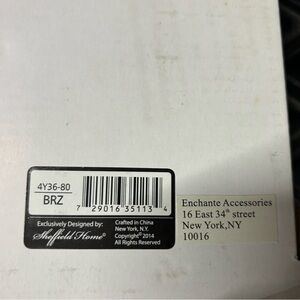 4Y36-80
BRZ
7 29016 35113 4
Exclusively Designed by:
Sheffield Home®
Crafted in China
New York, N.Y.
Copyright© 2014
All Rights Reserved
Enchante Accessories
16 East 34th street
New York,NY
10016